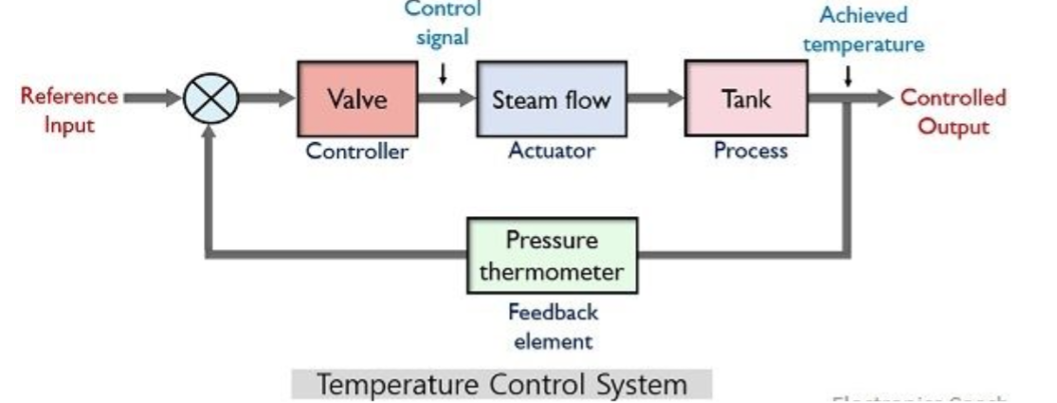 Control
signal
Achieved
temperature
Reference
Input
Valve
Steam flow
Tank
Controlled
Output
Controller
Actuator
Process
Pressure
thermometer
Feedback
element
Temperature Control System